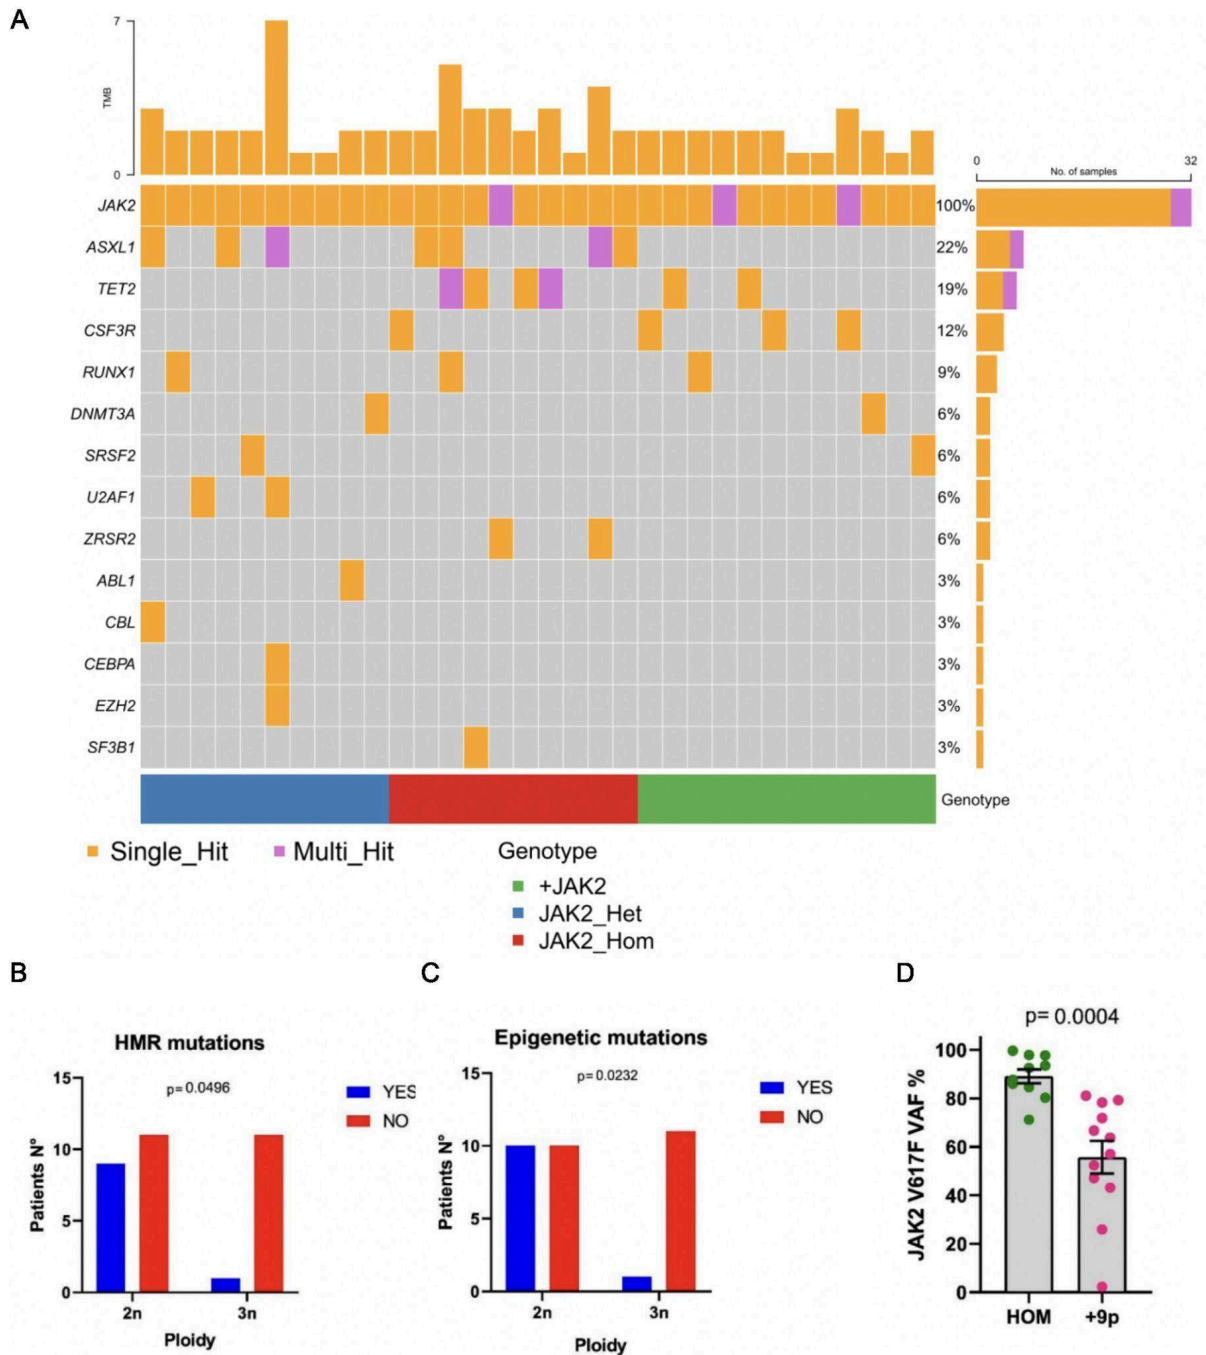 A
7
TMB
0
0 32
No. of samples
JAK2 100%
ASXL1 22%
TET2 19%
CSF3R 12%
RUNX1 9%
DNMT3A 6%
SRSF2 6%
U2AF1 6%
ZRSR2 6%
ABL1 3%
CBL 3%
CEBPA 3%
EZH2 3%
SF3B1 3%
Genotype
Single_Hit Multi_Hit
Genotype
+JAK2
JAK2_Het
JAK2_Hom
B
HMR mutations
p=0.0496
YES
NO
Patients N°
15
10
5
0
2n 3n
Ploidy
C
Epigenetic mutations
p=0.0232
YES
NO
Patients N°
15
10
5
0
2n 3n
Ploidy
D
p= 0.0004
JAK2 V617F VAF %
100
80
60
40
20
0
HOM +9p